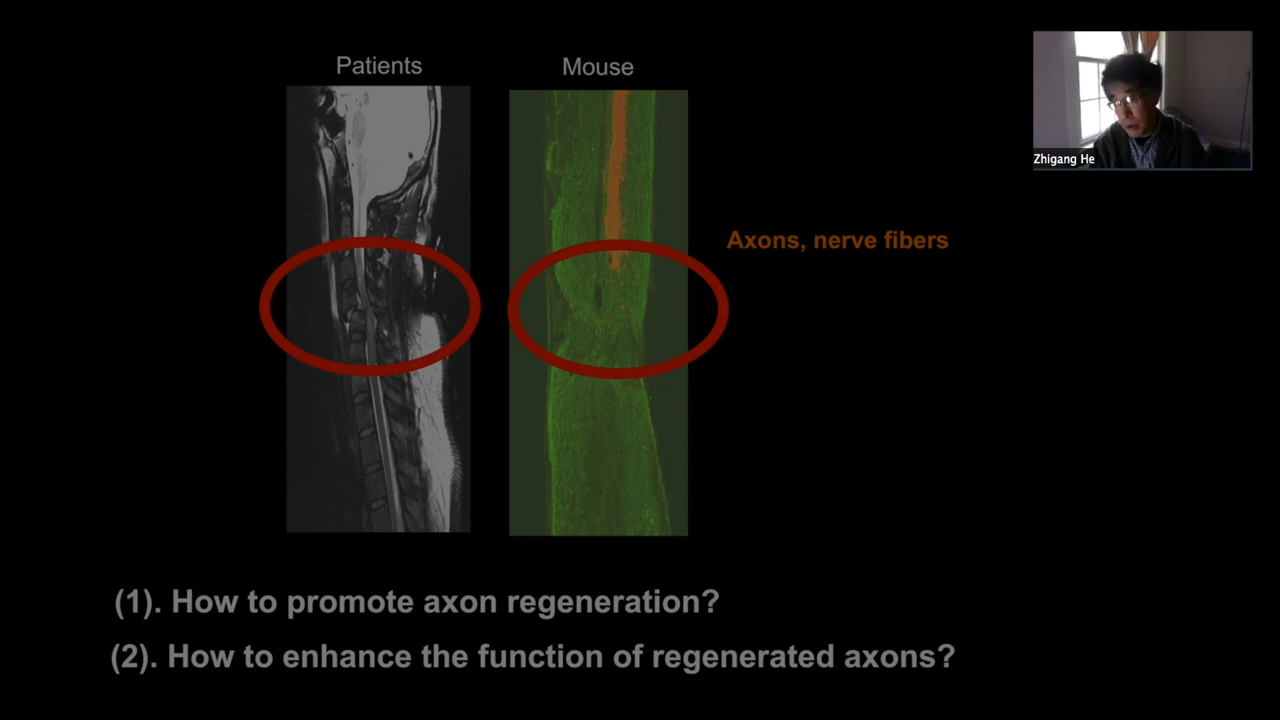 Patients
Mouse
Zhigang He
Axons, nerve fibers
(1). How to promote axon regeneration?
(2). How to enhance the function of regenerated axons?